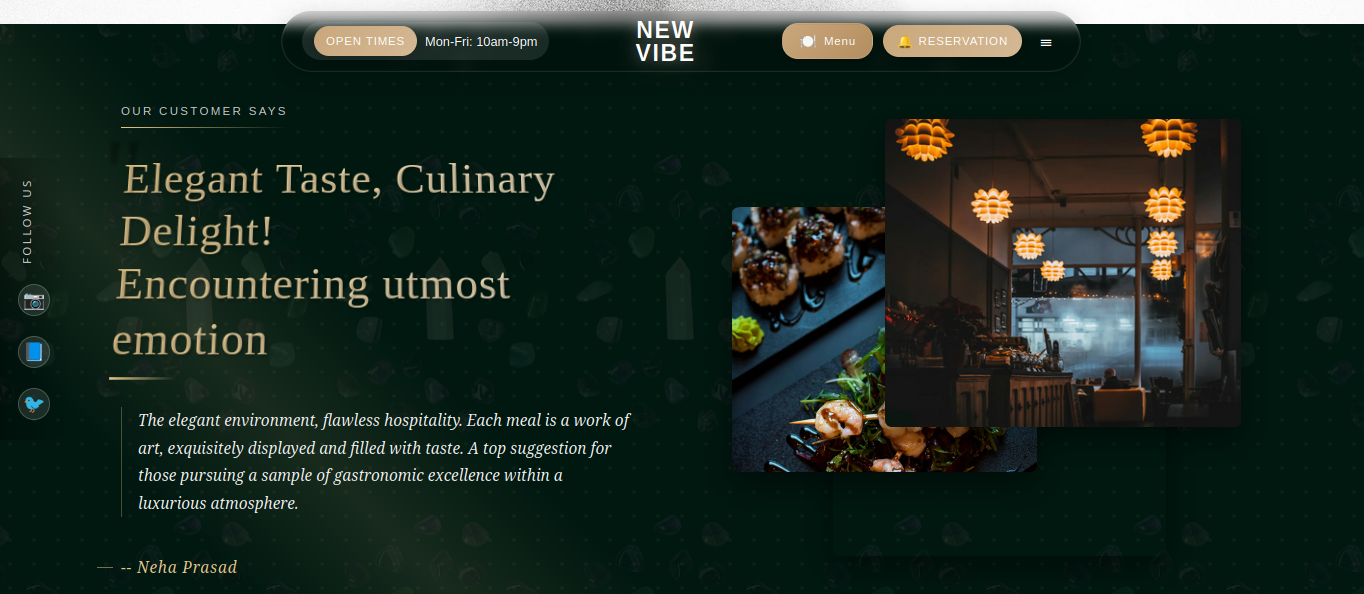 OPEN TIMES Mon-Fri: 10am-9pm
NEW
VIBE
Menu
RESERVATION
OUR CUSTOMER SAYS
"
Elegant Taste, Culinary
Delight!
Encountering utmost
emotion
The elegant environment, flawless hospitality. Each meal is a work of
art, exquisitely displayed and filled with taste. A top suggestion for
those pursuing a sample of gastronomic excellence within a
luxurious atmosphere.
— -- Neha Prasad
FOLLOW US